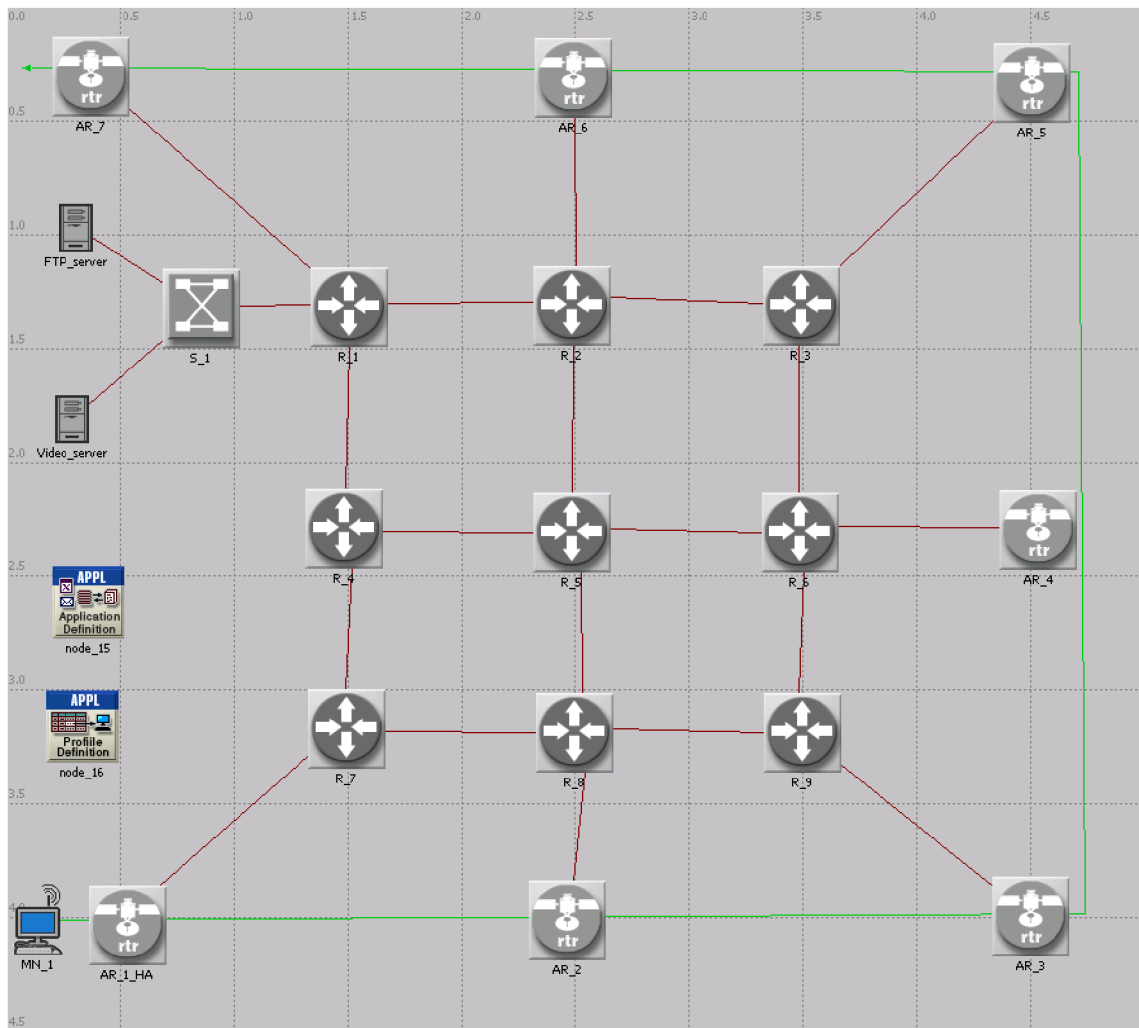 0.0 0.5 1.0 1.5 2.0 2.5 3.0 3.5 4.0 4.5
rtr rtr rtr
0.5
AR_7 AR_6 AR_5
1.0
FTP_server
1.5
S_1 R_1 R_2 R_3
2.0
Video_server
rtr
2.5
R_4 R_5 R_6 AR_4
APPL
Application
Definition
node_15
3.0
APPL
Profiile
Definition
node_16
R_7 R_8 R_9
3.5
4.0
rtr rtr rtr
MN_1 AR_1_HA AR_2 AR_3
4.5